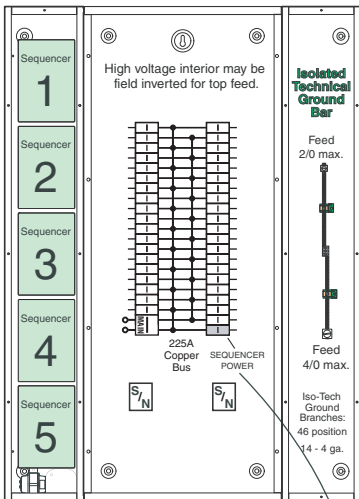 Sequencer
1
Sequencer
2
Sequencer
3
Sequencer
4
Sequencer
5
High voltage interior may be
field inverted for top feed.
MAIN
225A
Copper
Bus
SEQUENCER
POWER
S/N
S/N
Isolated
Technical
Ground
Bar
Feed
2/0 max.
Feed
4/0 max.
Iso-Tech
Ground
Branches:
46 position
14 - 4 ga.